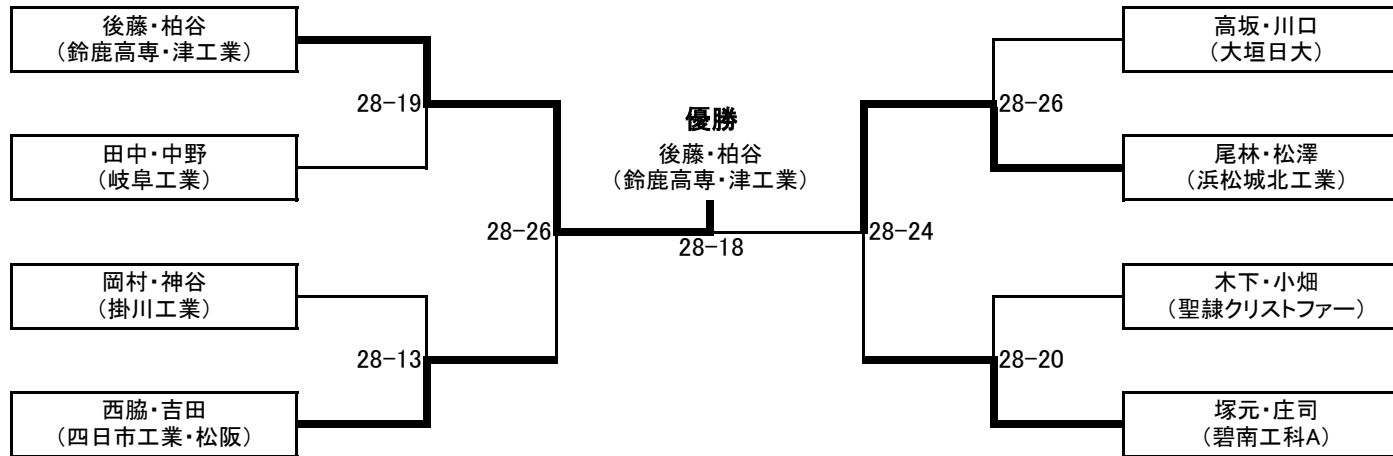 後藤・柏谷
（鈴鹿高専・津工業）
28-19
田中・中野
（岐阜工業）
28-26
岡村・神谷
（掛川工業）
28-13
西脇・吉田
（四日市工業・松阪）
優勝
後藤・柏谷
（鈴鹿高専・津工業）
28-18
高坂・川口
（大垣日大）
28-26
尾林・松澤
（浜松城北工業）
28-24
木下・小畑
（聖隷クリストファー）
28-20
塚元・庄司
（碧南工科A）